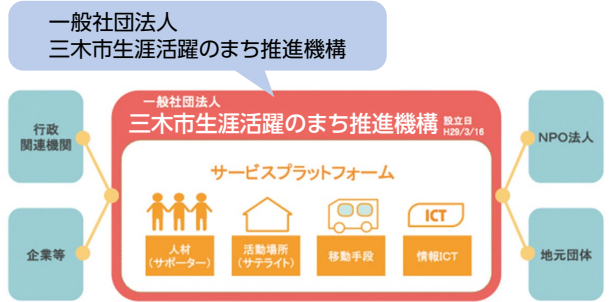 一般社団法人
三木市生涯活躍のまち推進機構
一般社団法人
三木市生涯活躍のまち推進機構 設立日 H29/3/16
行政
関連機関
企業等
サービスプラットフォーム
ICT
人材
(サポーター)
活動場所
(サテライト)
移動手段
情報ICT
NPO法人
地元団体